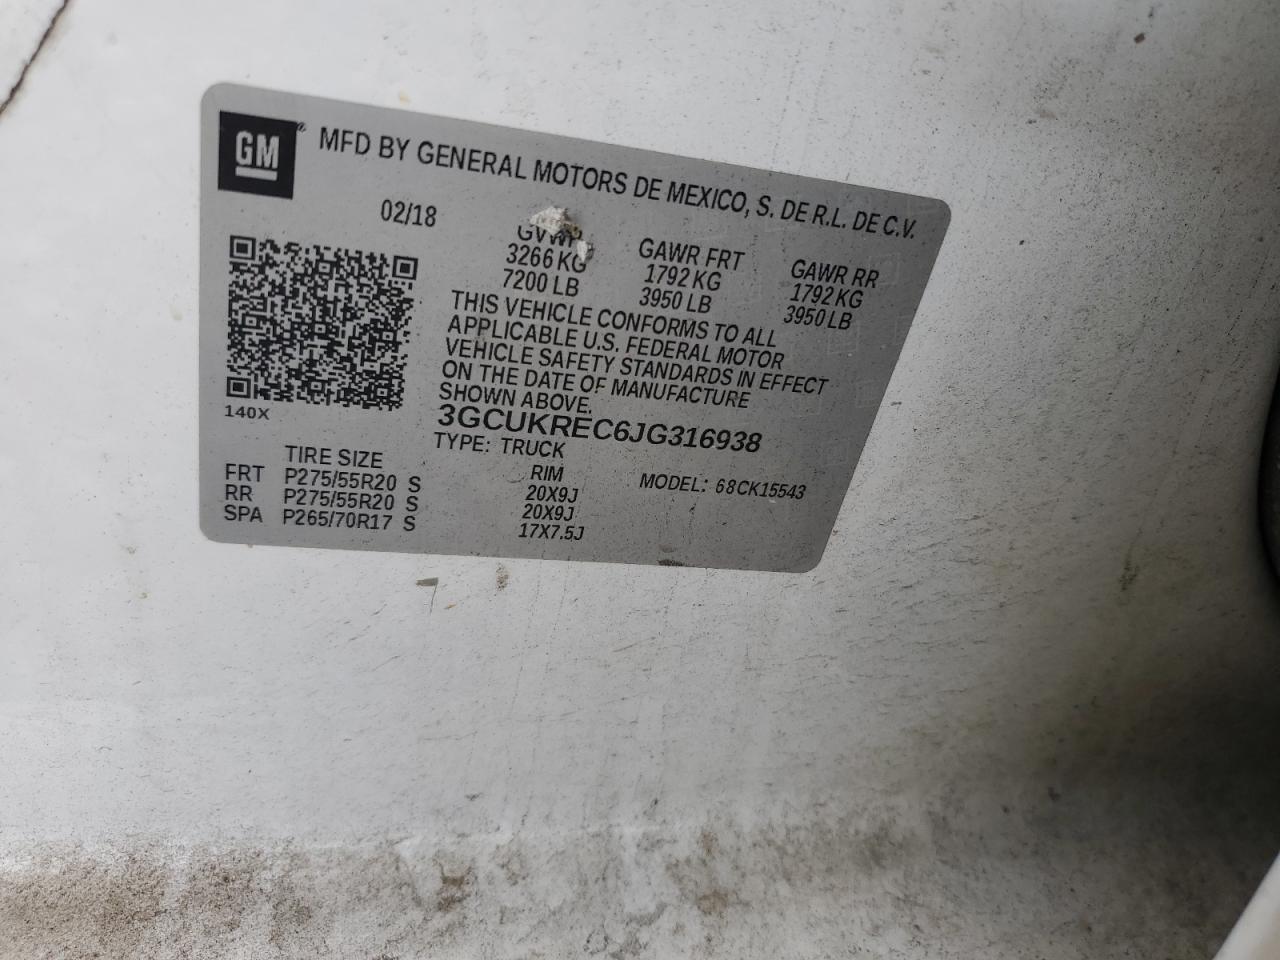 GM
MFD BY GENERAL MOTORS DE MEXICO, S. DE R.L. DE C.V.
02/18
GVWR GAWR FRT GAWR RR
3266 KG 1792 KG 1792 KG
7200 LB 3950 LB 3950 LB
THIS VEHICLE CONFORMS TO ALL
APPLICABLE U.S. FEDERAL MOTOR
VEHICLE SAFETY STANDARDS IN EFFECT
ON THE DATE OF MANUFACTURE
SHOWN ABOVE.
140X
3GCUKREC6JG316938
TYPE: TRUCK
MODEL: 68CK15543
TIRE SIZE RIM
FRT P275/55R20 S 20X9J
RR P275/55R20 S 20X9J
SPA P265/70R17 S 17X7.5J